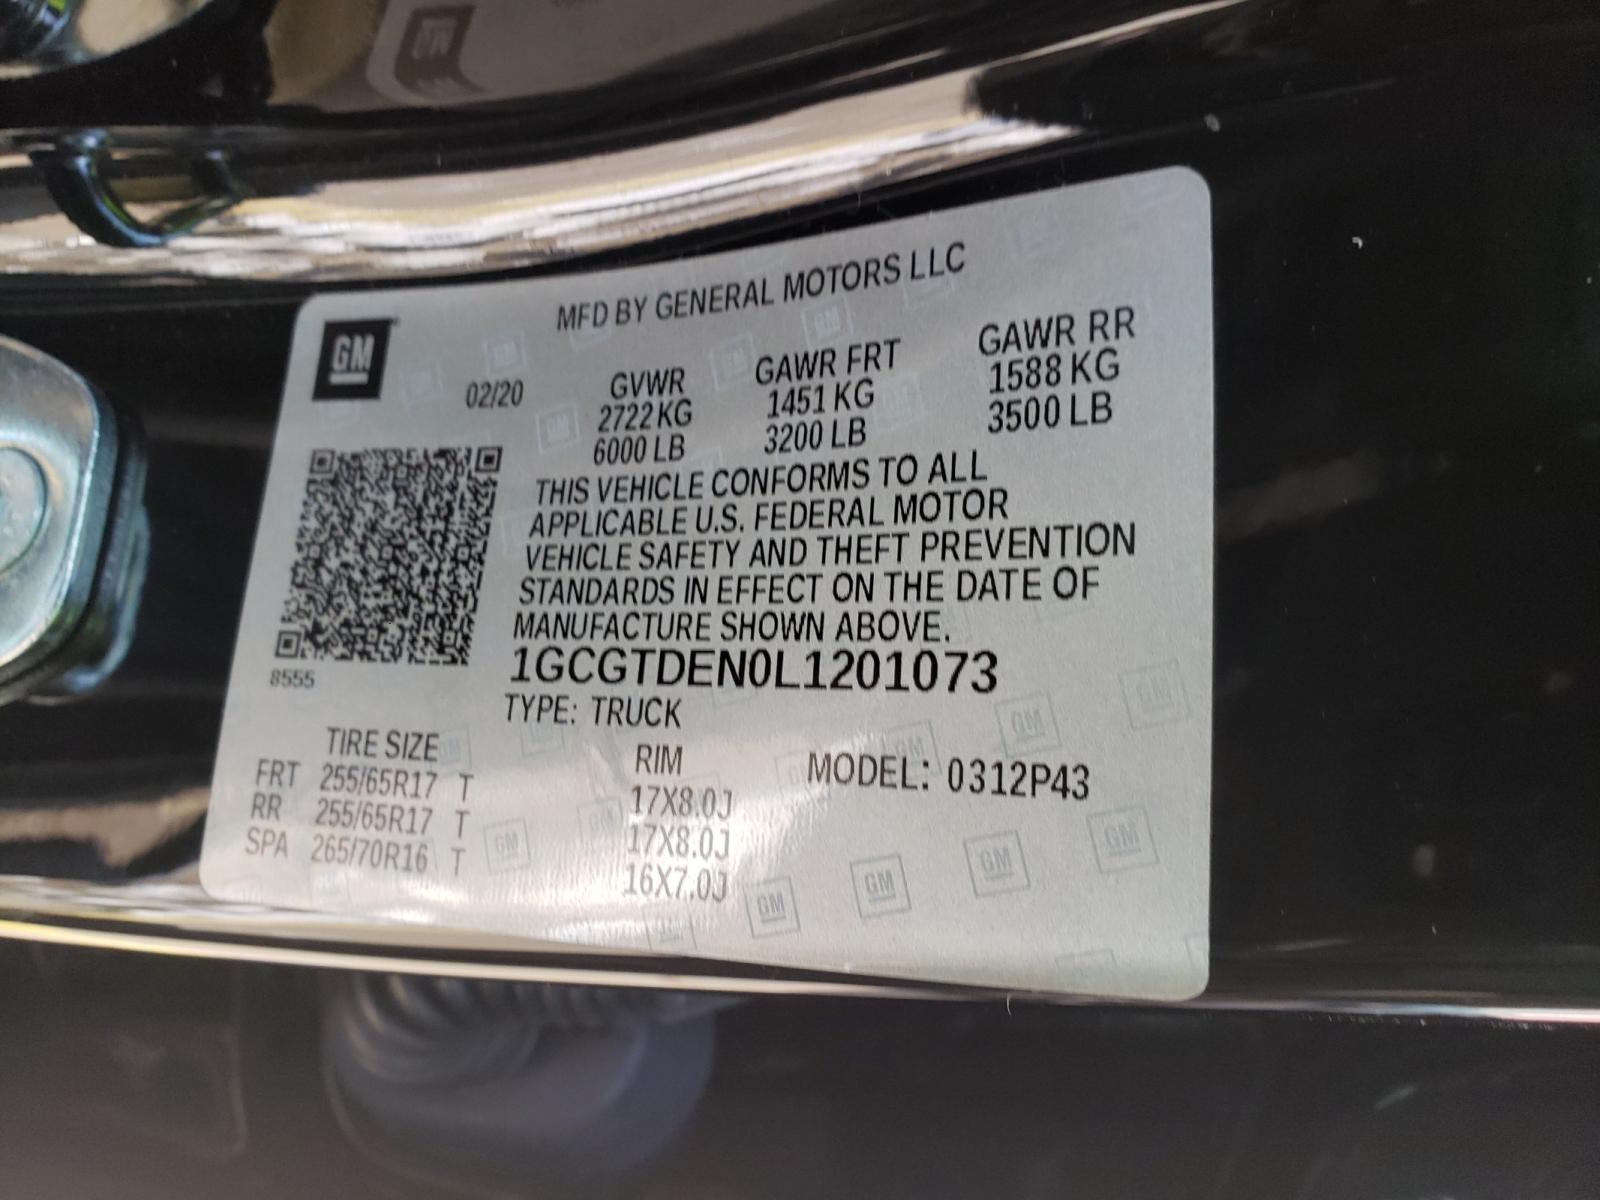 MFD BY GENERAL MOTORS LLC
GM
02/20 GVWR GAWR FRT GAWR RR
2722 KG 1451 KG 1588 KG
6000 LB 3200 LB 3500 LB
THIS VEHICLE CONFORMS TO ALL
APPLICABLE U.S. FEDERAL MOTOR
VEHICLE SAFETY AND THEFT PREVENTION
STANDARDS IN EFFECT ON THE DATE OF
MANUFACTURE SHOWN ABOVE.
1GCGTDEN0L1201073
8555
TYPE: TRUCK
TIRE SIZE RIM MODEL: 0312P43
FRT 255/65R17 T 17X8.0J
RR 255/65R17 T 17X8.0J
SPA 265/70R16 T 16X7.0J